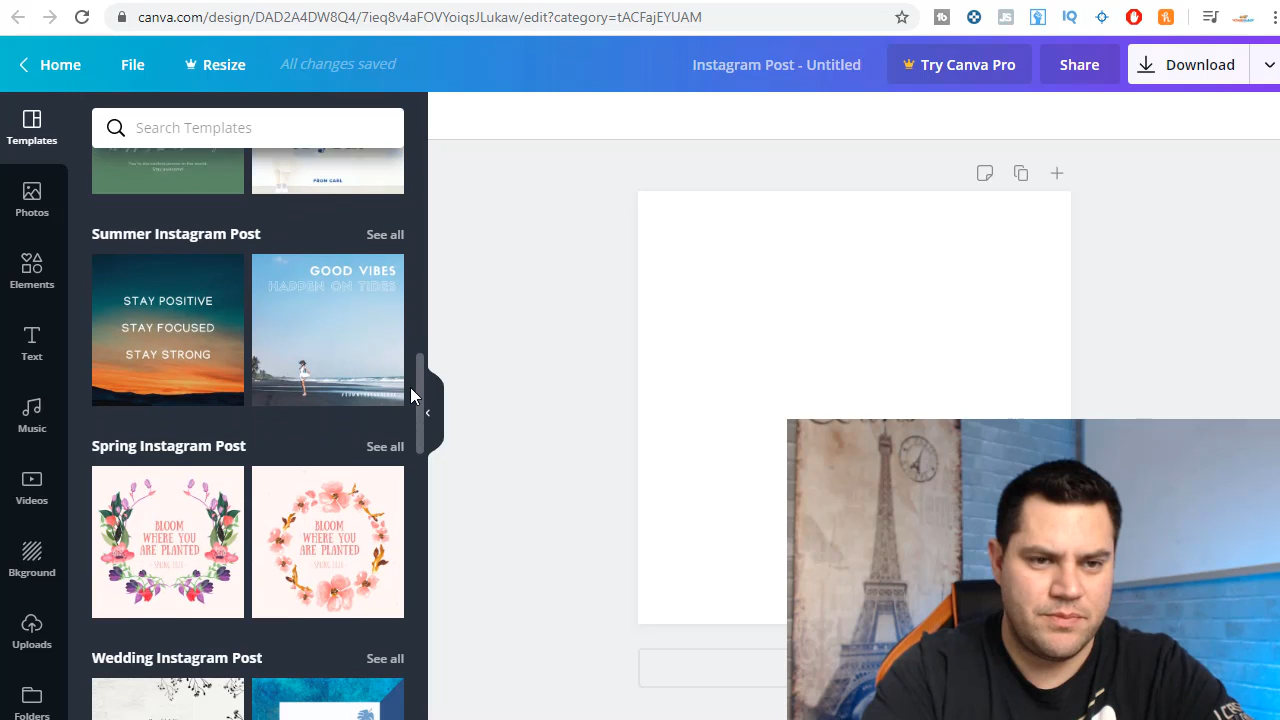 canva.com/design/DAD2A4DW8Q4/7ieq8v4aFOVYoiqsJLukaw/edit?category=tACFajEYUAM
Home
File
Resize
All changes saved
Instagram Post - Untitled
Try Canva Pro
Share
Download
Templates
Photos
Elements
Text
Music
Videos
Bkground
Uploads
Folders
Search Templates
FROM CARL
Summer Instagram Post
See all
STAY POSITIVE
STAY FOCUSED
STAY STRONG
GOOD VIBES
HAPPEN ON TIDES
Spring Instagram Post
See all
BLOOM
WHERE YOU
ARE PLANTED
BLOOM
WHERE YOU
ARE PLANTED
Wedding Instagram Post
See all